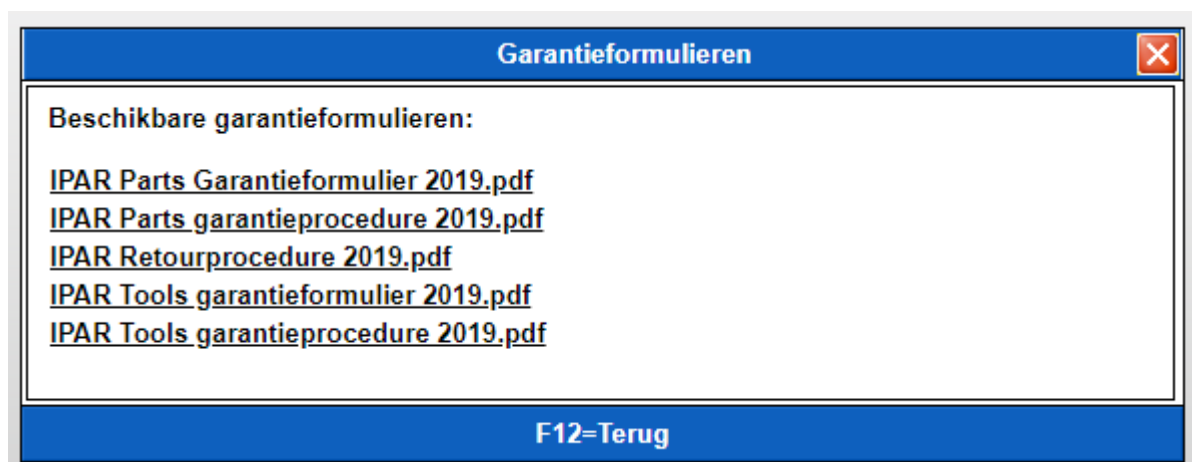 Garantieformulieren
Beschikbare garantieformulieren:
IPAR Parts Garantieformulier 2019.pdf
IPAR Parts garantieprocedure 2019.pdf
IPAR Retourprocedure 2019.pdf
IPAR Tools garantieformulier 2019.pdf
IPAR Tools garantieprocedure 2019.pdf
F12=Terug